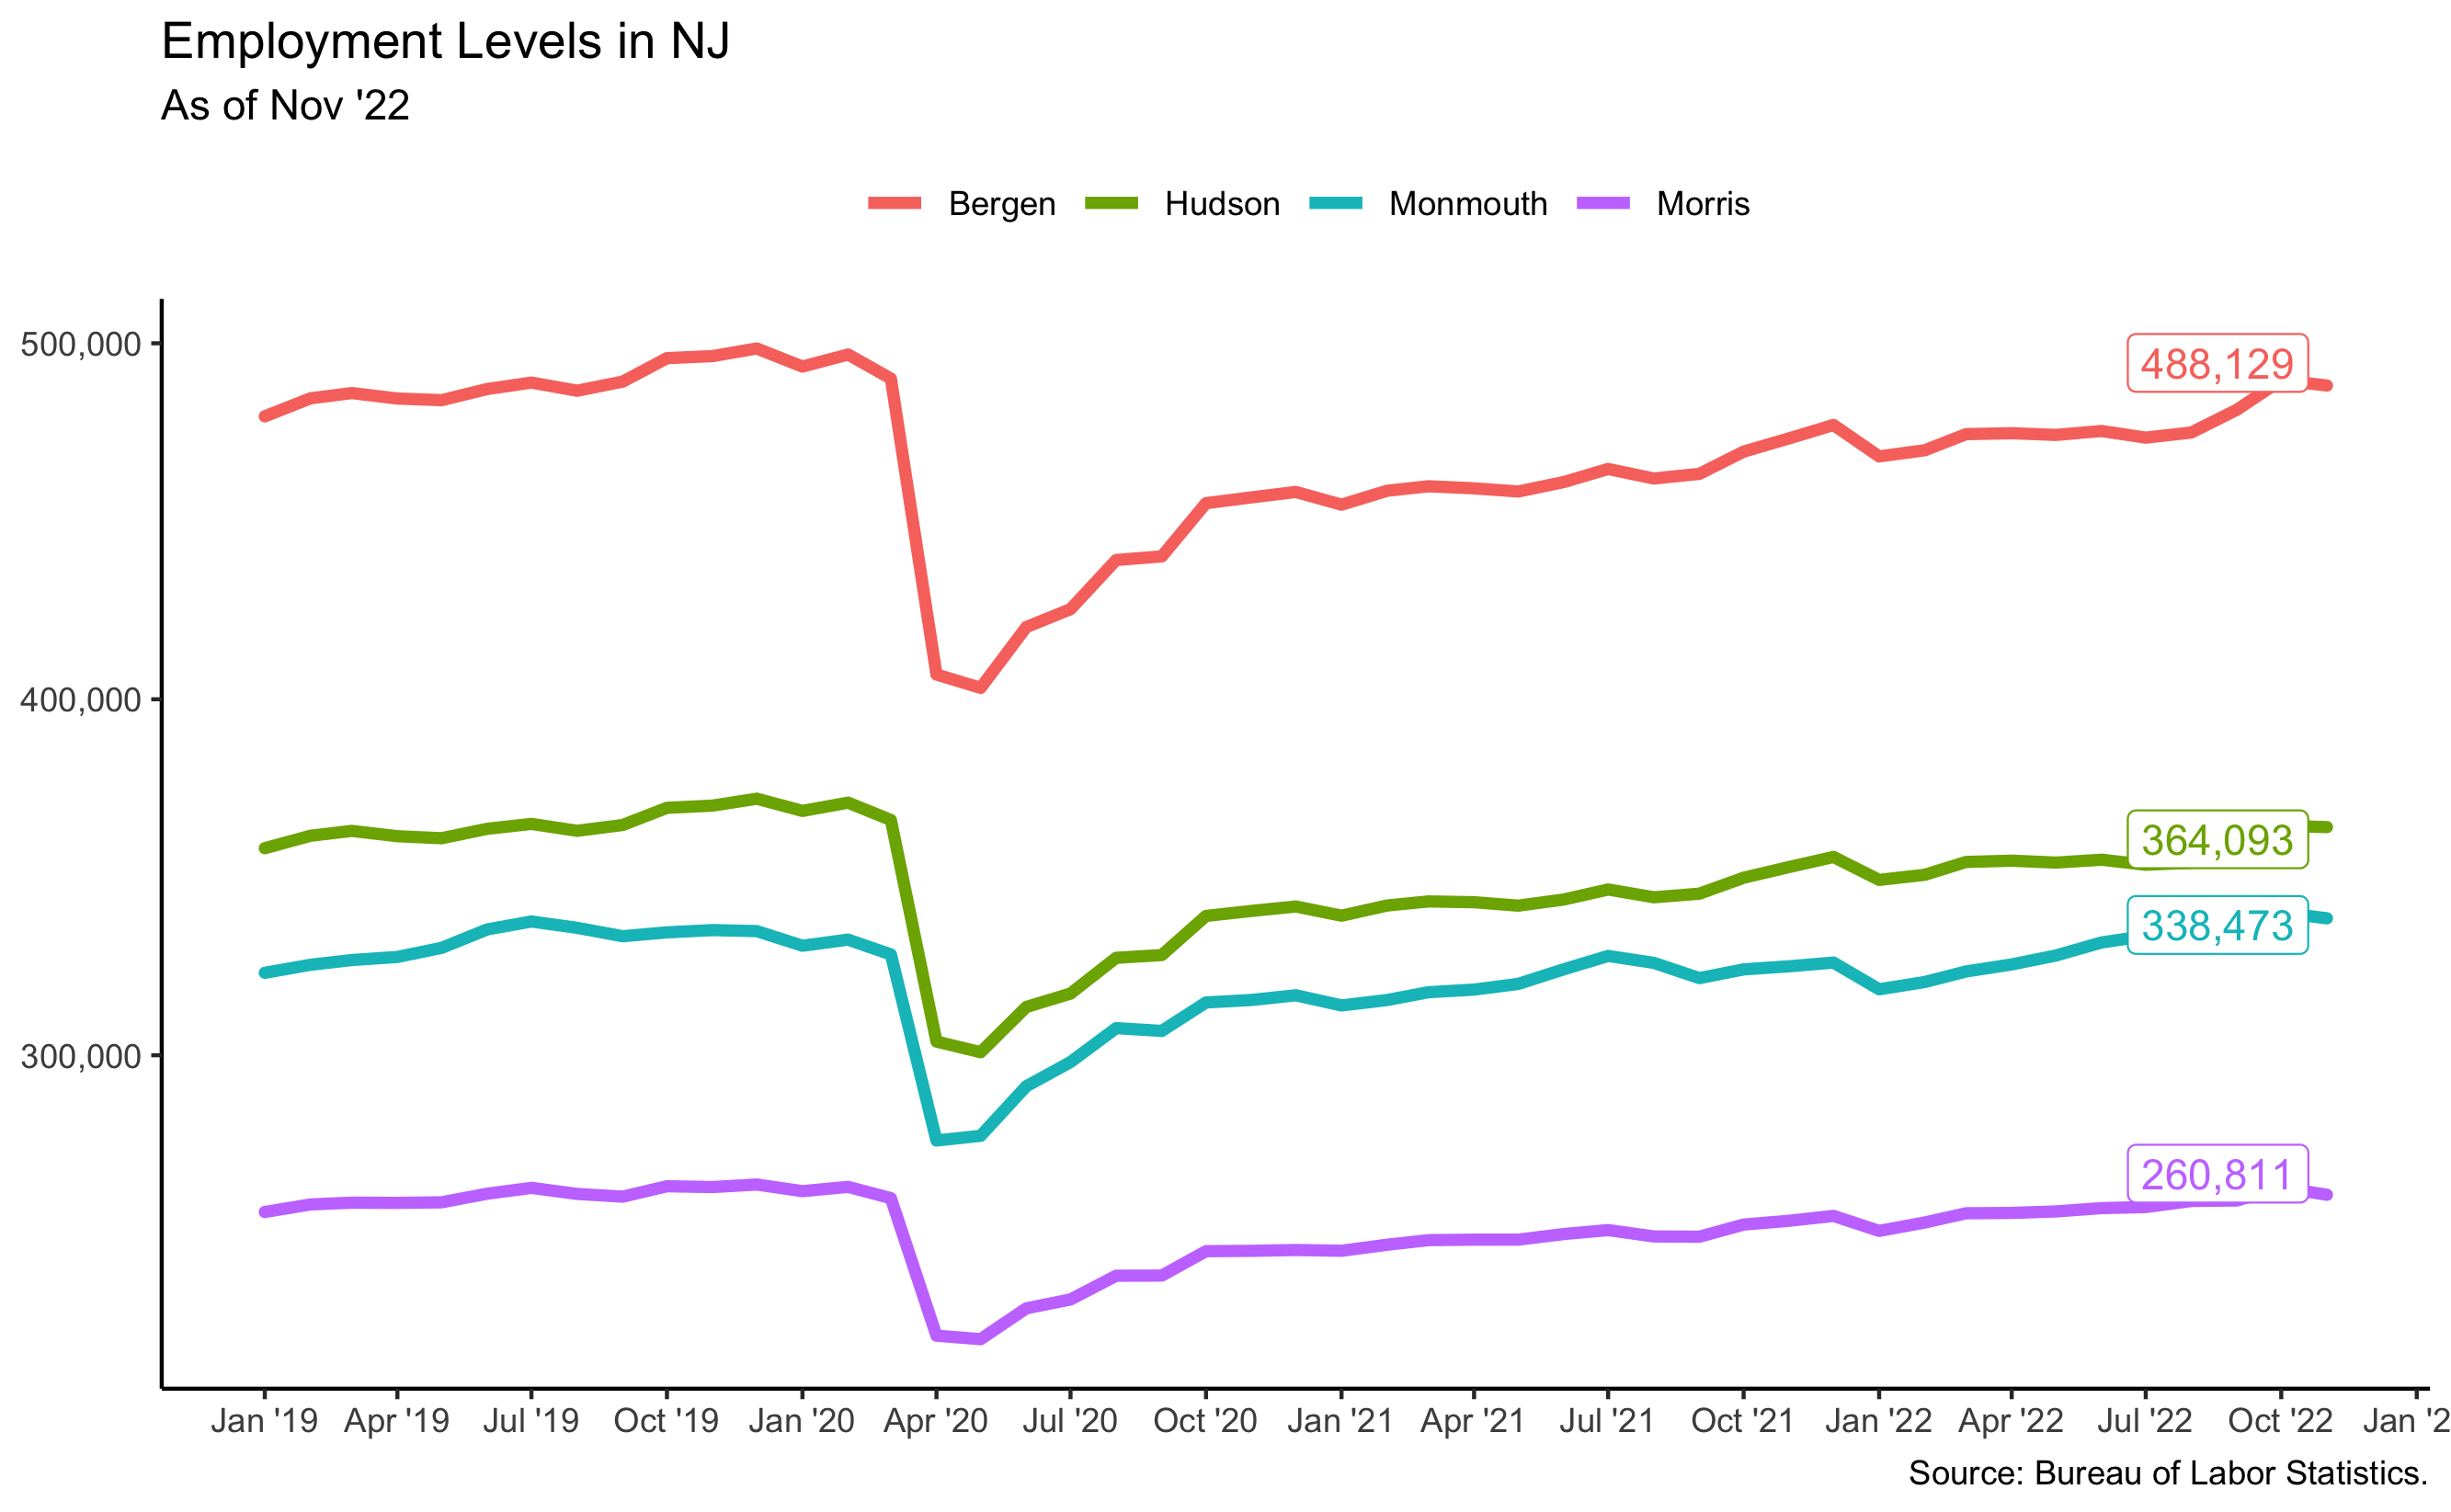 Employment Levels in NJ
As of Nov '22
Bergen Hudson Monmouth Morris
500,000
400,000
300,000
488,129
364,093
338,473
260,811
Jan '19 Apr '19 Jul '19 Oct '19 Jan '20 Apr '20 Jul '20 Oct '20 Jan '21 Apr '21 Jul '21 Oct '21 Jan '22 Apr '22 Jul '22 Oct '22 Jan '2
Source: Bureau of Labor Statistics.